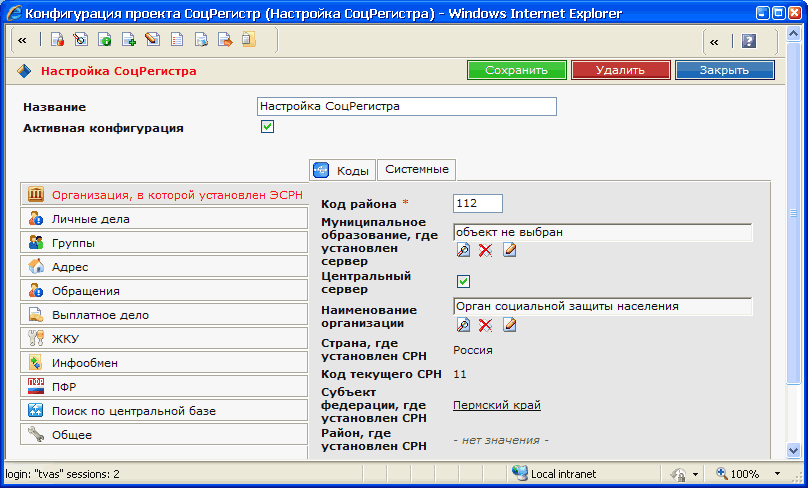 Конфигурация проекта СоцРегистр (Настройка СоцРегистра) - Windows Internet Explorer
« «
Настройка СоцРегистра Сохранить Удалить Закрыть
Название Настройка СоцРегистра
Активная конфигурация
Коды Системные
Организация, в которой установлен ЭСРН
Личные дела
Группы
Адрес
Обращения
Выплатное дело
ЖКУ
Инфообмен
ПФР ПФР
Поиск по центральной базе
Общее
Код района * 112
Муниципальное
образование, где
установлен
сервер
объект не выбран
Центральный
сервер
Наименование
организации
Орган социальной защиты населения
Страна, где
установлен СРН
Россия
Код текущего СРН 11
Субъект
федерации, где
установлен СРН
Пермский край
Район, где
установлен СРН
- нет значения -
login: "tvas" sessions: 2 Local intranet 100%